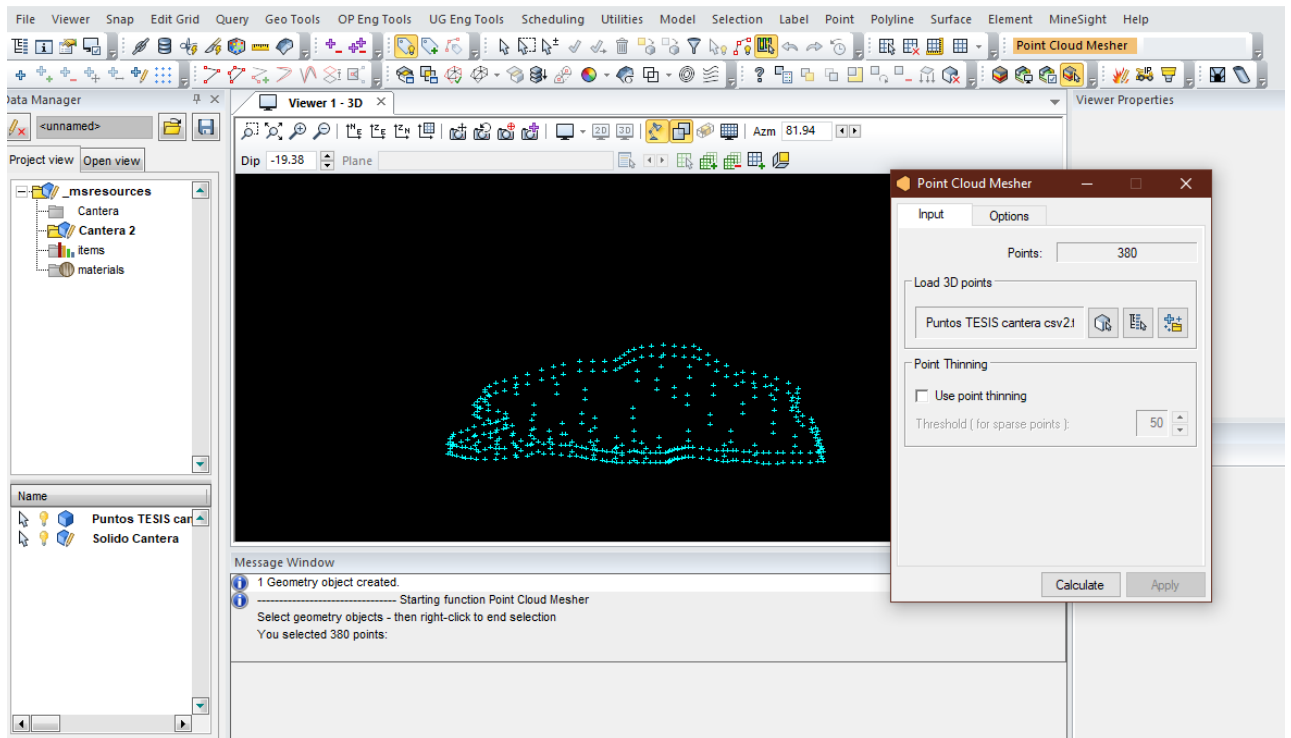 File Viewer Snap Edit Grid Query Geo Tools OP Eng Tools UG Eng Tools Scheduling Utilities Model Selection Label Point Polyline Surface Element MineSight Help
Point Cloud Mesher
Data Manager
<unnamed>
Project view Open view
_msresources
Cantera
Cantera 2
items
materials
Name
Puntos TESIS can
Solido Cantera
Viewer 1 - 3D
2D 3D Azm 81.94
Dip -19.38 Plane
Message Window
1 Geometry object created.
-------------------------------- Starting function Point Cloud Mesher
Select geometry objects - then right-click to end selection
You selected 380 points:
Viewer Properties
Point Cloud Mesher
Input Options
Points: 380
Load 3D points
Puntos TESIS cantera csv2.t
Point Thinning
Use point thinning
Threshold ( for sparse points ): 50
Calculate Apply